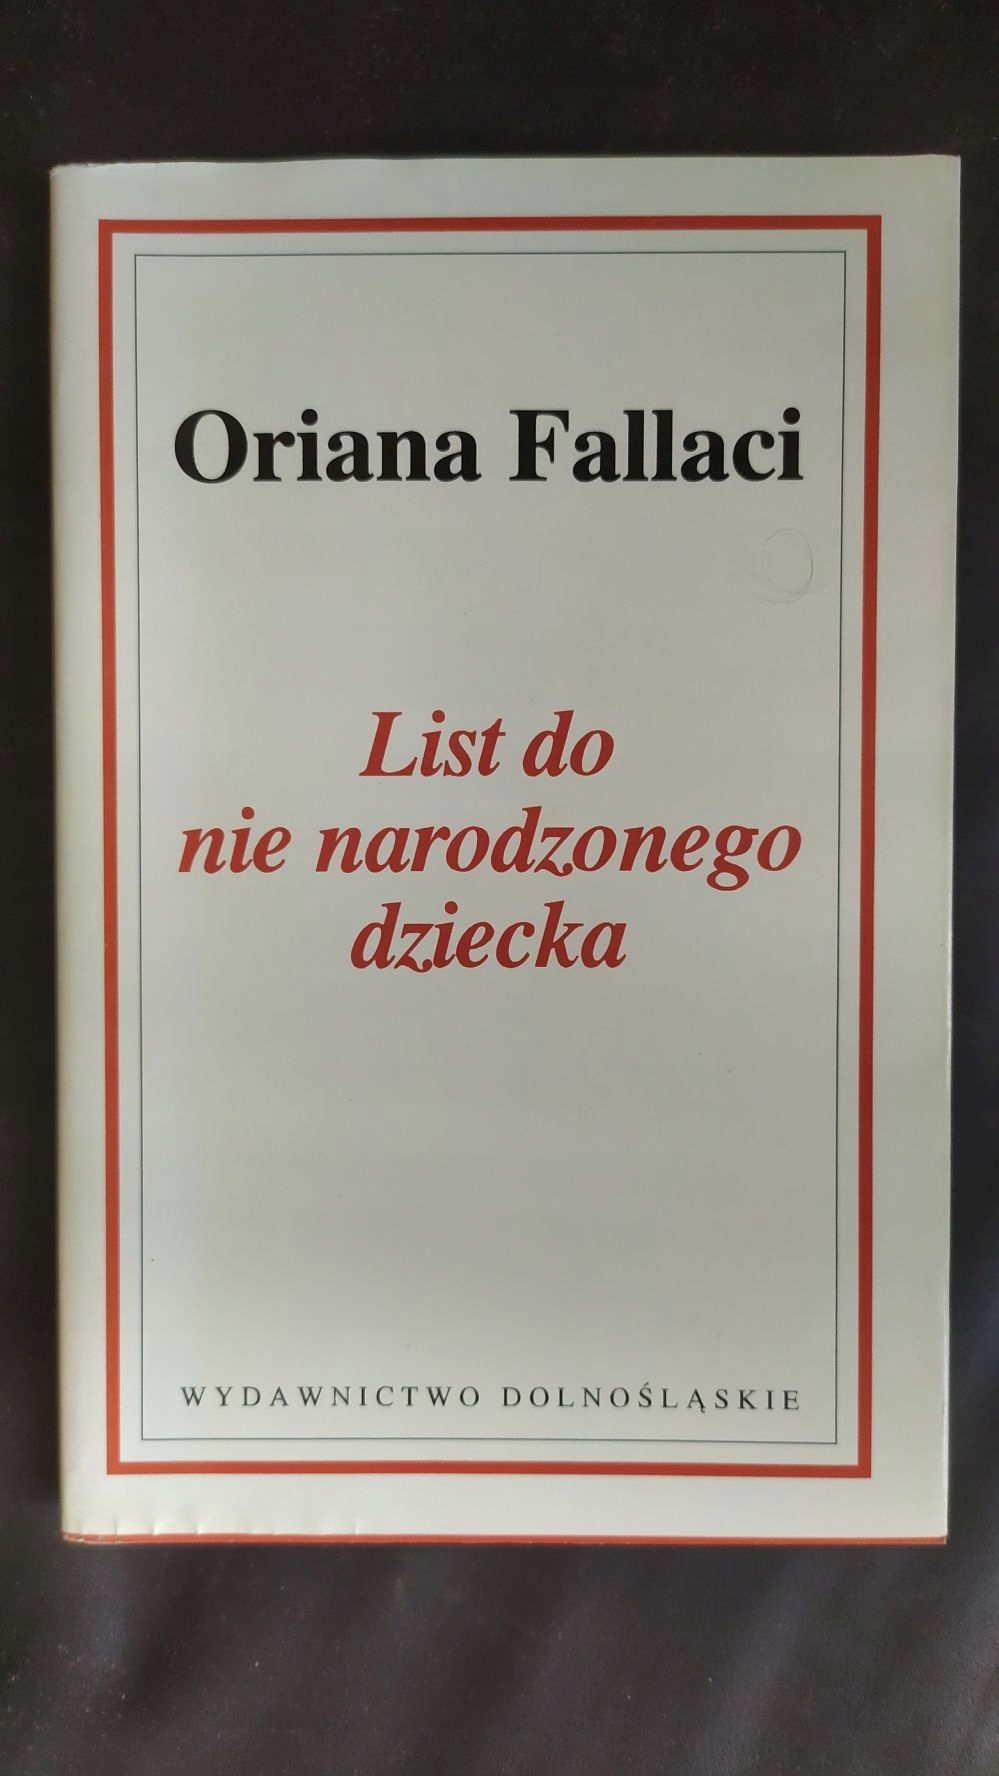 Oriana Fallaci
List do
nie narodzonego
dziecka
WYDAWNICTWO DOLNOŚLĄSKIE